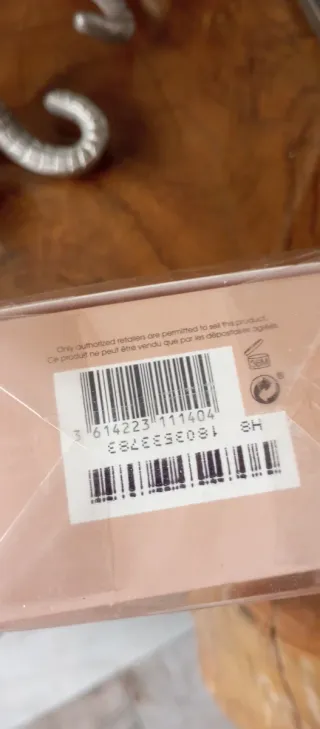 Only authorized retailers are permitted to sell this product.
Ce produit ne peut être vendu que par les dépositaires agréés.
3 614223 111404
1803533783 H8